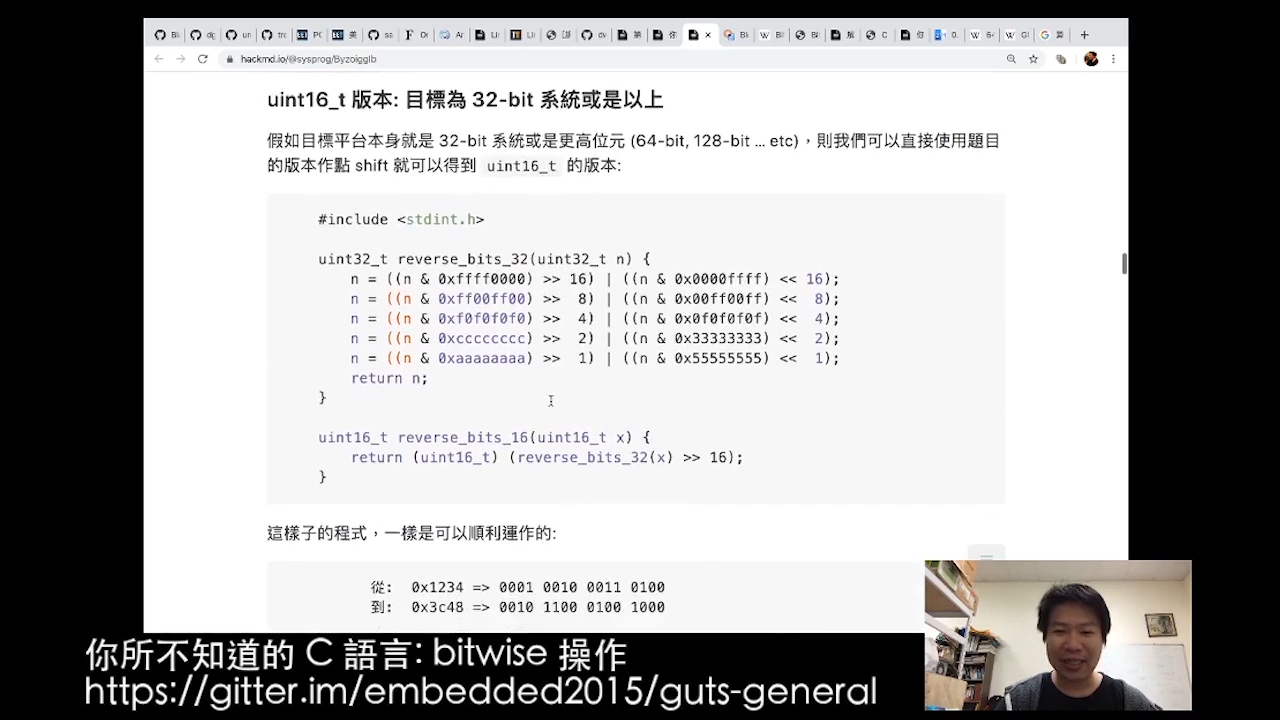 hackmd.io/@sysprog/ByzoiggIb
uint16_t 版本: 目標為 32-bit 系統或是以上
假如目標平台本身就是 32-bit 系統或是更高位元 (64-bit, 128-bit ... etc)，則我們可以直接使用題目
的版本作點 shift 就可以得到 uint16_t 的版本:
#include <stdint.h>
uint32_t reverse_bits_32(uint32_t n) {
n = ((n & 0xffff0000) >> 16) | ((n & 0x0000ffff) << 16);
n = ((n & 0xff00ff00) >> 8) | ((n & 0x00ff00ff) << 8);
n = ((n & 0xf0f0f0f0) >> 4) | ((n & 0x0f0f0f0f) << 4);
n = ((n & 0xcccccccc) >> 2) | ((n & 0x33333333) << 2);
n = ((n & 0xaaaaaaaa) >> 1) | ((n & 0x55555555) << 1);
return n;
}
uint16_t reverse_bits_16(uint16_t x) {
return (uint16_t) (reverse_bits_32(x) >> 16);
}
這樣子的程式，一樣是可以順利運作的:
從: 0x1234 => 0001 0010 0011 0100
到: 0x3c48 => 0010 1100 0100 1000
你所不知道的 C 語言: bitwise 操作
https://gitter.im/embedded2015/guts-general